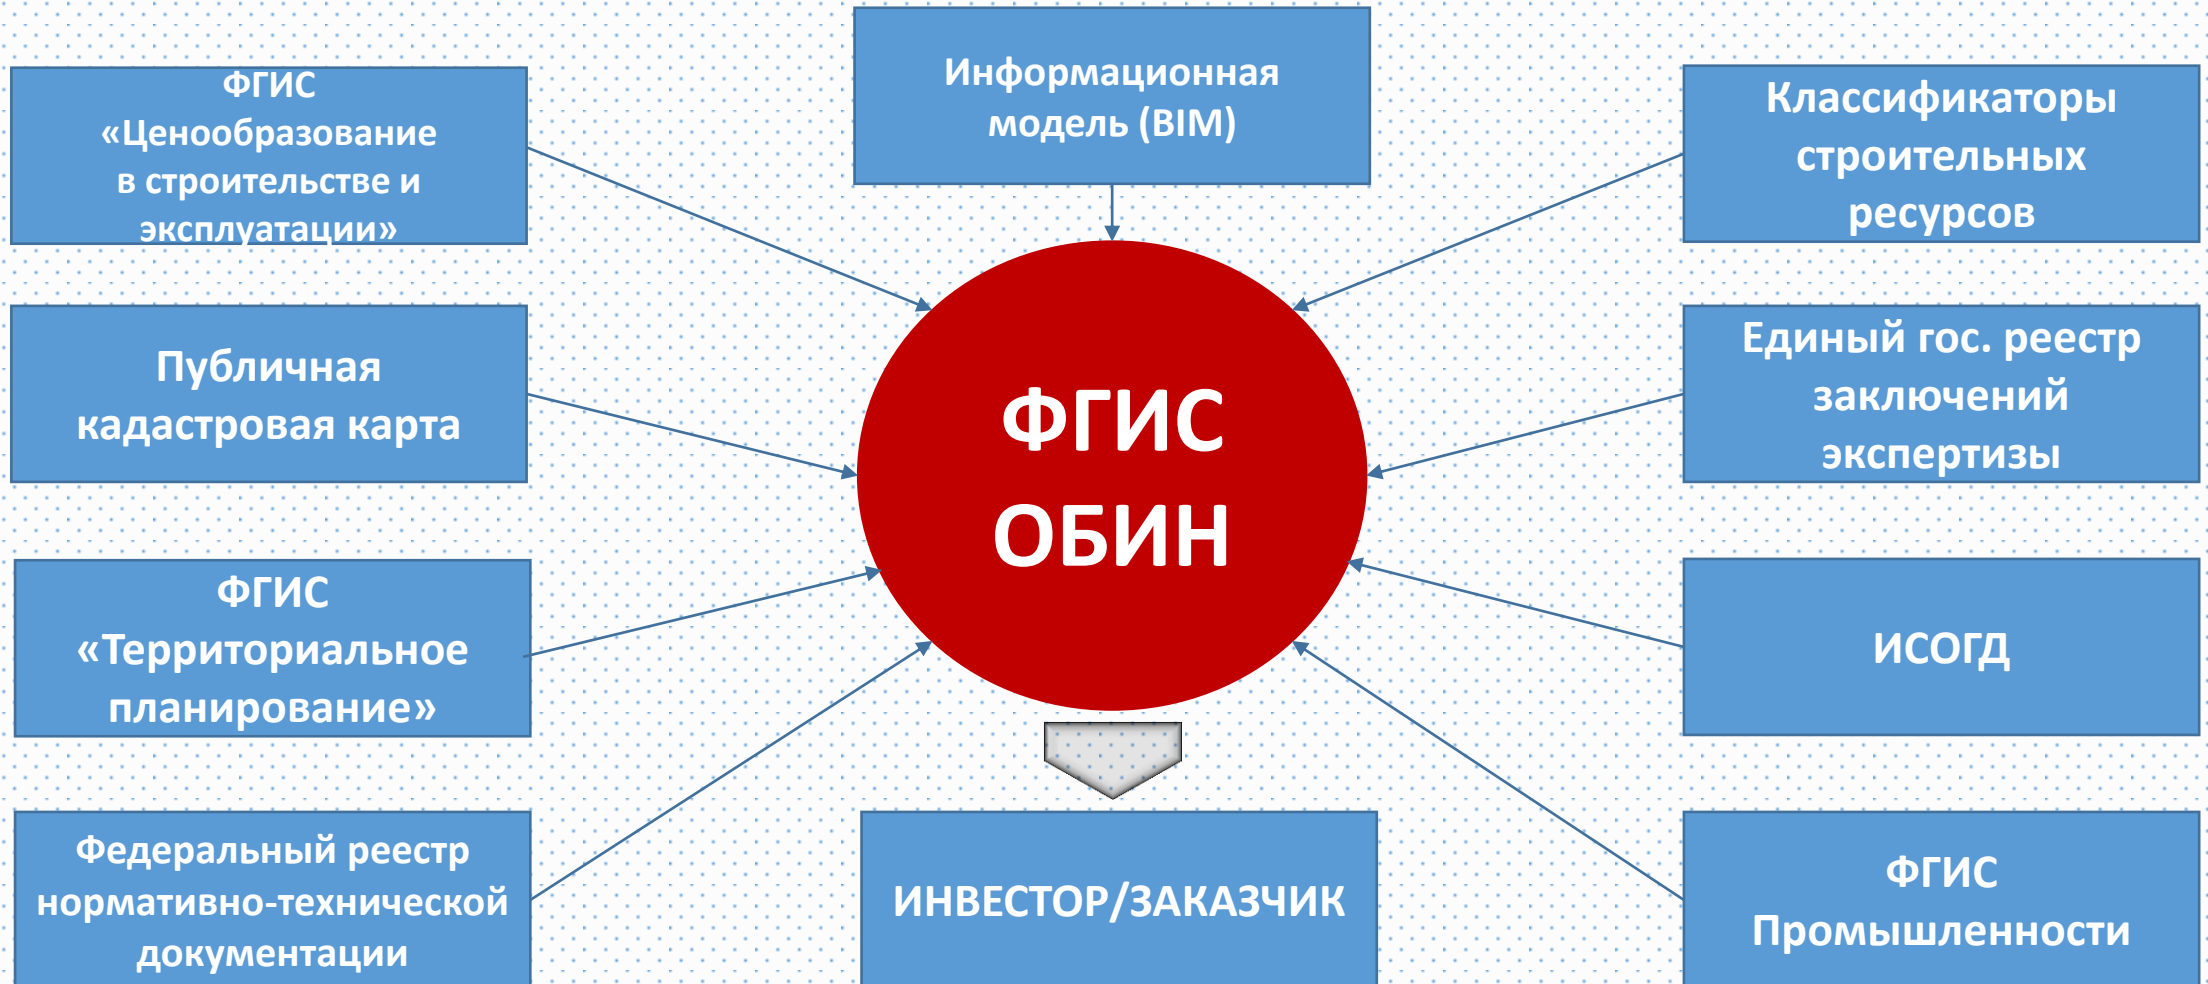 ФГИС
«Ценообразование
в строительстве и
эксплуатации»
Информационная
модель (BIM)
Классификаторы
строительных
ресурсов
Публичная
кадастровая карта
ФГИС
ОБИН
Единый гос. реестр
заключений
экспертизы
ФГИС
«Территориальное
планирование»
ИСОГД
Федеральный реестр
нормативно-технической
документации
ИНВЕСТОР/ЗАКАЗЧИК
ФГИС
Промышленности